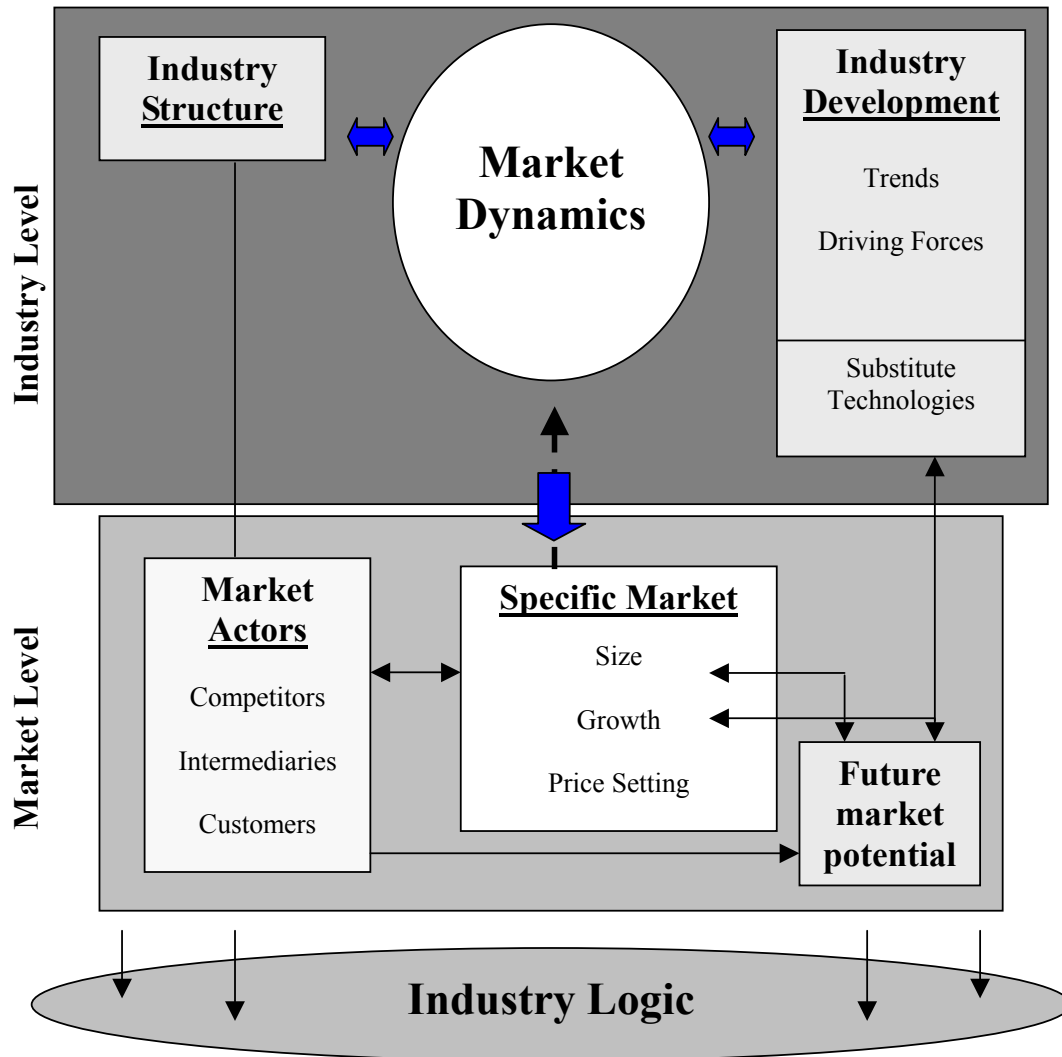 Industry Level
Industry
Structure
Market
Dynamics
Industry
Development
Trends
Driving Forces
Substitute
Technologies
Market Level
Market
Actors
Competitors
Intermediaries
Customers
Specific Market
Size
Growth
Price Setting
Future
market
potential
Industry Logic